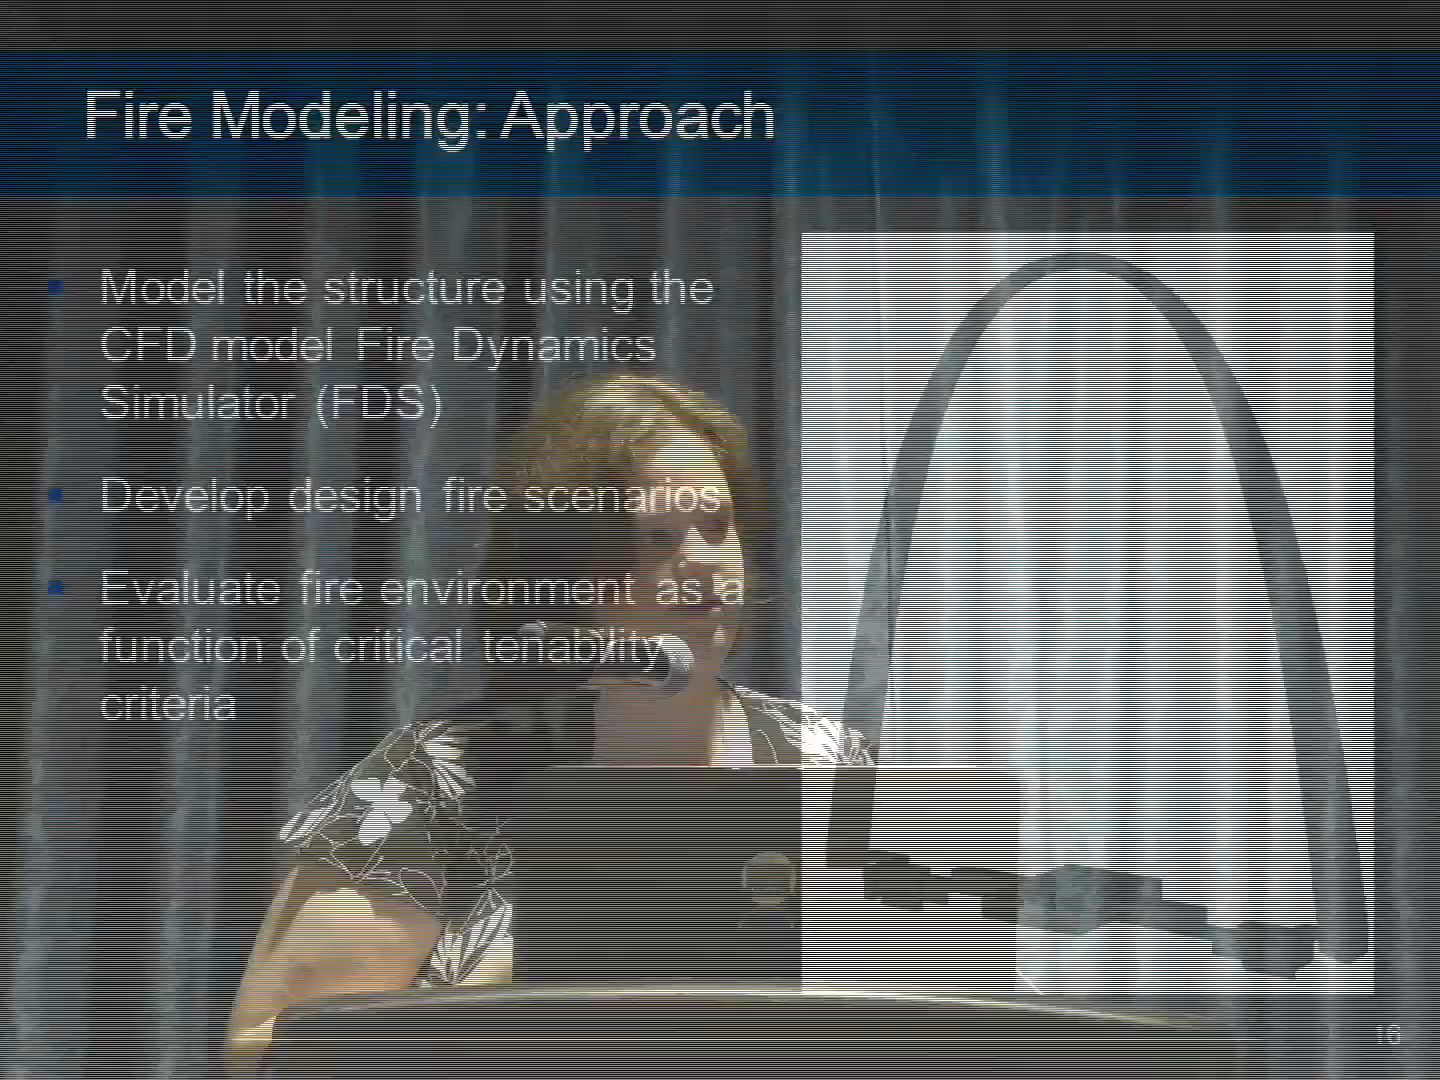 Fire Modeling: Approach
Model the structure using the
CFD model Fire Dynamics
Simulator (FDS)
Develop design fire scenarios
Evaluate fire environment as a
function of critical tenability
criteria
16